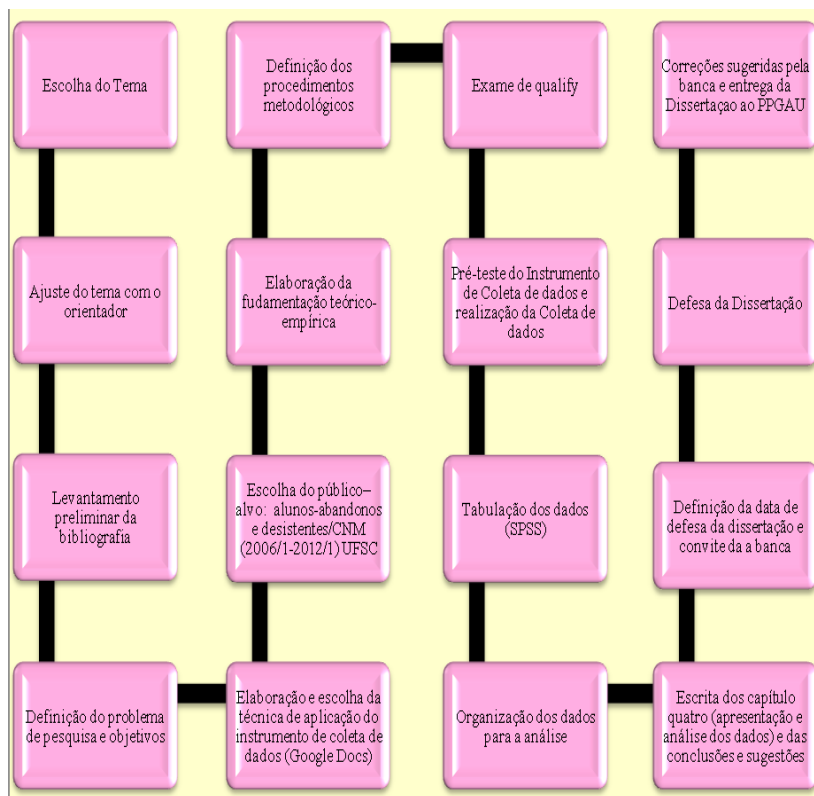 Escolha do Tema
Definição dos
procedimentos
metodológicos
Exame de qualify
Correções sugeridas pela
banca e entrega da
Dissertaçao ao PPGAU
Ajuste do tema com o
orientador
Elaboração da
fudamentação teórico-
empírica
Pré-teste do Instrumento
de Coleta de dados e
realização da Coleta de
dados
Defesa da Dissertação
Levantamento
preliminar da
bibliografia
Escolha do público–
alvo: alunos-abandonos
e desistentes/CNM
(2006/1-2012/1) UFSC
Tabulação dos dados
(SPSS)
Definição da data de
defesa da dissertação e
convite da a banca
Definição do problema
de pesquisa e objetivos
Elaboração e escolha da
técnica de aplicação do
instrumento de coleta de
dados (Google Docs)
Organização dos dados
para a análise
Escrita dos capítulo
quatro (apresentação e
análise dos dados) e das
conclusões e sugestões